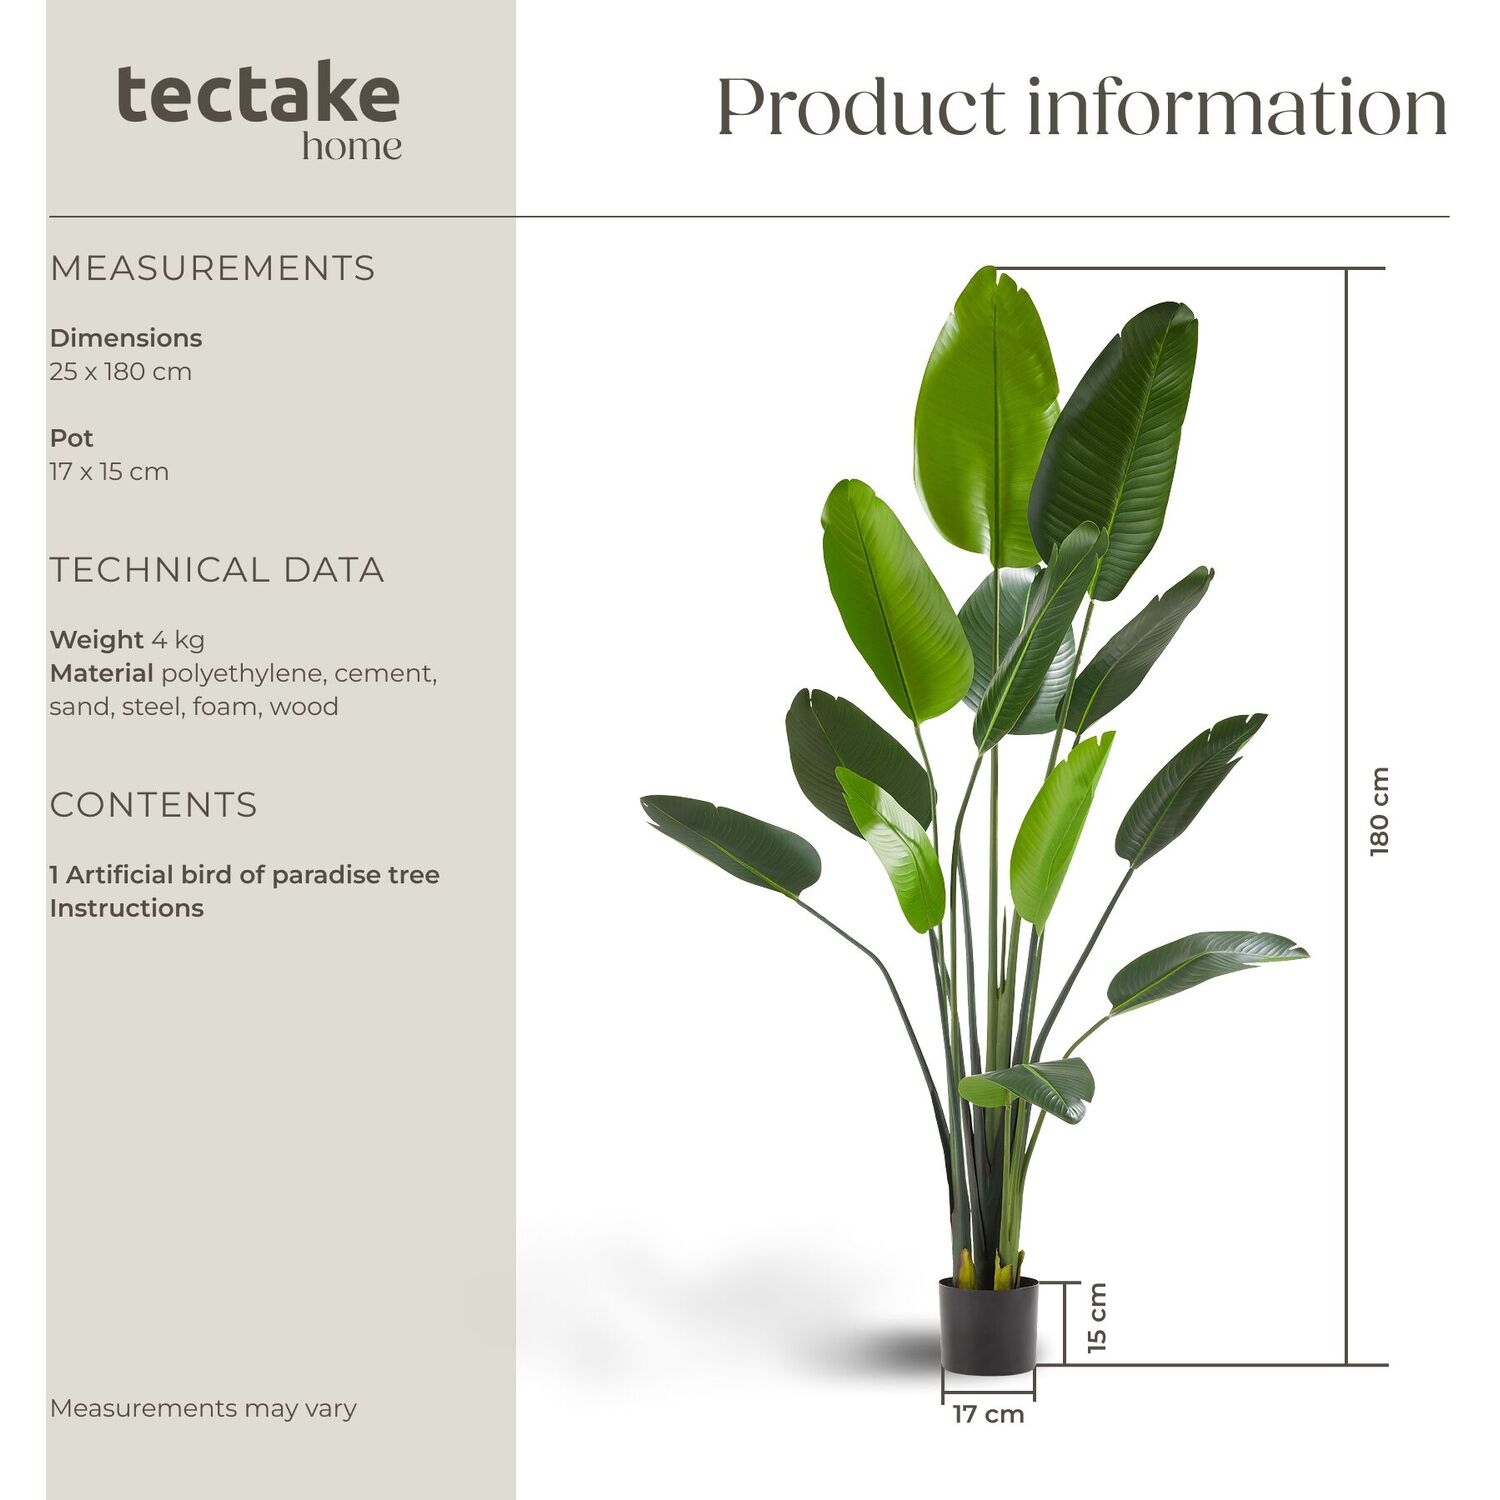 tectake
home
Product information
MEASUREMENTS
Dimensions
25 x 180 cm
Pot
17 x 15 cm
TECHNICAL DATA
Weight 4 kg
Material polyethylene, cement,
sand, steel, foam, wood
CONTENTS
1 Artificial bird of paradise tree
Instructions
Measurements may vary
180 cm
15 cm
17 cm